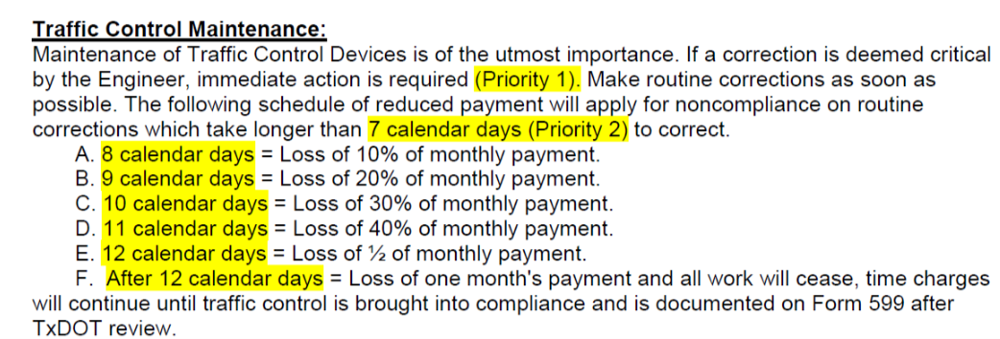 Traffic Control Maintenance:
Maintenance of Traffic Control Devices is of the utmost importance. If a correction is deemed critical
by the Engineer, immediate action is required (Priority 1). Make routine corrections as soon as
possible. The following schedule of reduced payment will apply for noncompliance on routine
corrections which take longer than 7 calendar days (Priority 2) to correct.
A. 8 calendar days = Loss of 10% of monthly payment.
B. 9 calendar days = Loss of 20% of monthly payment.
C. 10 calendar days = Loss of 30% of monthly payment.
D. 11 calendar days = Loss of 40% of monthly payment.
E. 12 calendar days = Loss of ½ of monthly payment.
F. After 12 calendar days = Loss of one month's payment and all work will cease, time charges
will continue until traffic control is brought into compliance and is documented on Form 599 after
TxDOT review.